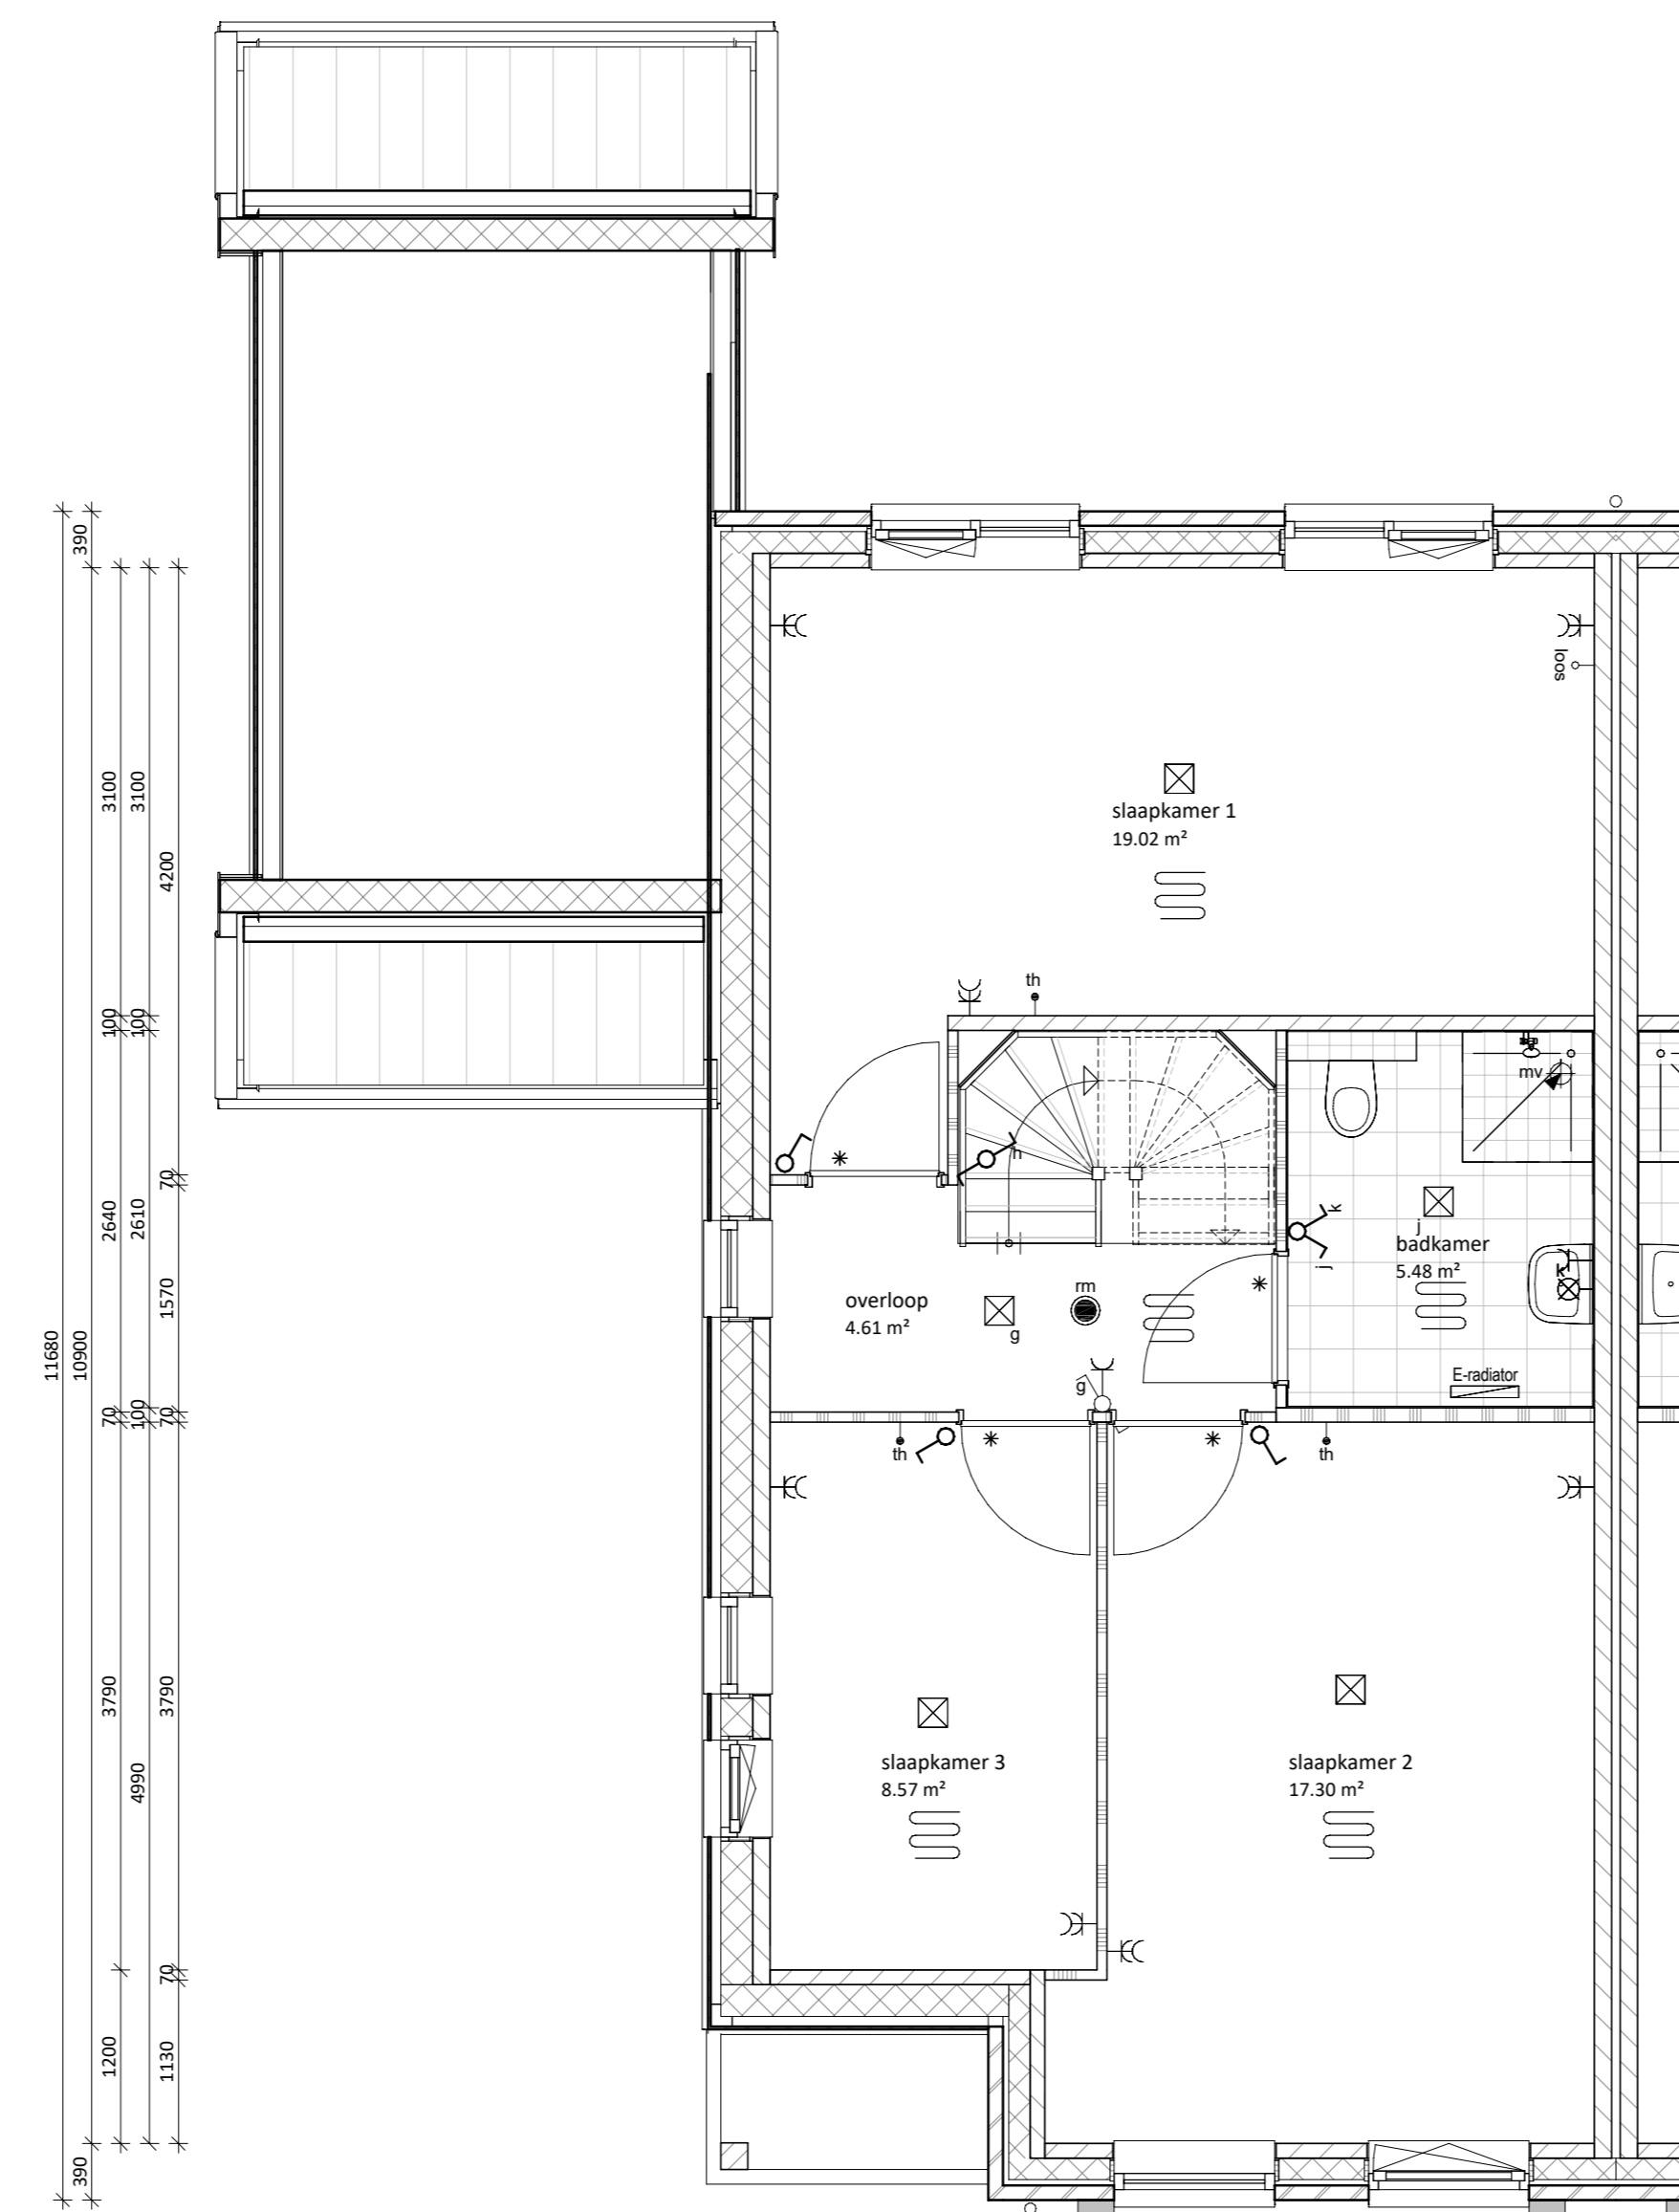 390
3100
3100
4200
loos
slaapkamer 1
19.02 m²
th
100
100
mv
h
70
k
2640
2610
j
badkamer
j
5.48 m²
k
1570
rm
overloop
4.61 m²
g
11680
10900
E-radiator
g
70
100
70
th
th
3790
3790
4990
slaapkamer 3
8.57 m²
slaapkamer 2
17.30 m²
70
1200
1130
390